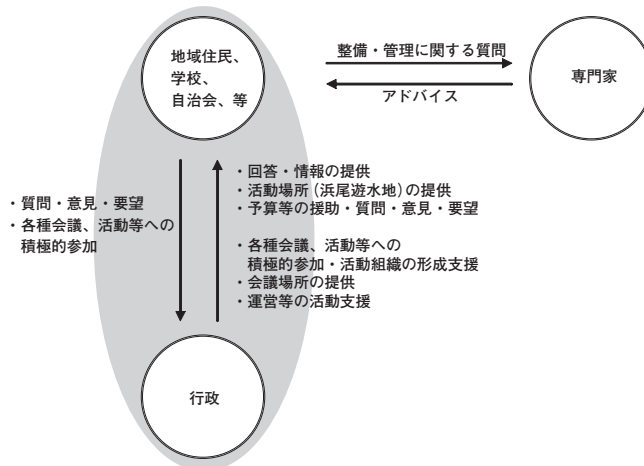 地域住民、
学校、
自治会、等
整備・管理に関する質問
アドバイス
専門家
・質問・意見・要望
・各種会議、活動等への
積極的参加
・回答・情報の提供
・活動場所(浜尾遊水地)の提供
・予算等の援助・質問・意見・要望
・各種会議、活動等への
積極的参加・活動組織の形成支援
・会議場所の提供
・運営等の活動支援
行政